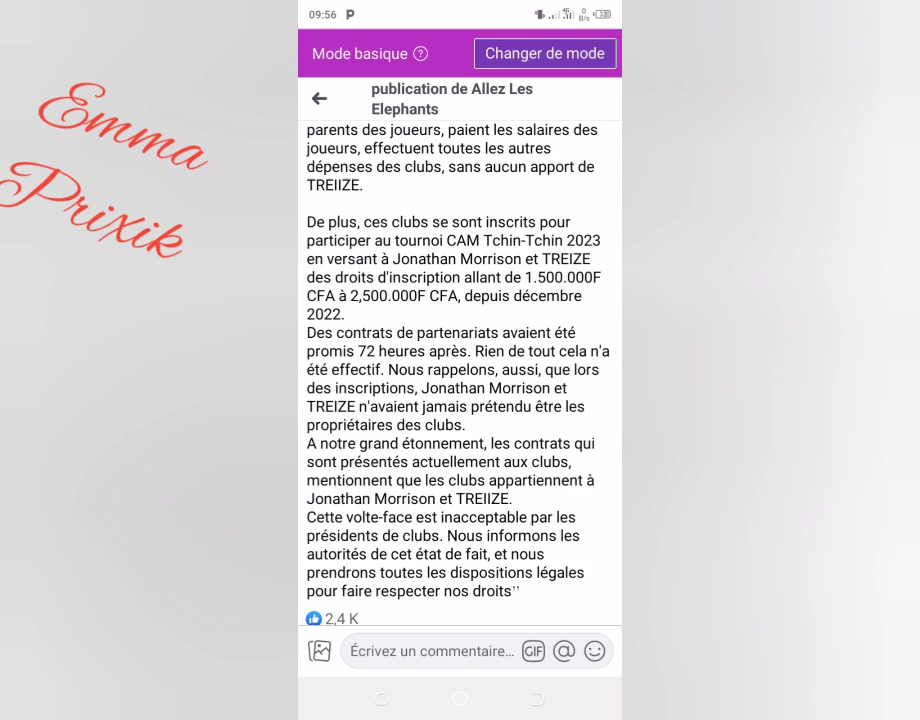 09:56 P
4G
0
B/s
Mode basique ?
Changer de mode
publication de Allez Les
Elephants
Emma
Prixik
parents des joueurs, paient les salaires des
joueurs, effectuent toutes les autres
dépenses des clubs, sans aucun apport de
TREIIZE.
De plus, ces clubs se sont inscrits pour
participer au tournoi CAM Tchin-Tchin 2023
en versant à Jonathan Morrison et TREIZE
des droits d'inscription allant de 1.500.000F
CFA à 2,500.000F CFA, depuis décembre
2022.
Des contrats de partenariats avaient été
promis 72 heures après. Rien de tout cela n'a
été effectif. Nous rappelons, aussi, que lors
des inscriptions, Jonathan Morrison et
TREIZE n'avaient jamais prétendu être les
propriétaires des clubs.
A notre grand étonnement, les contrats qui
sont présentés actuellement aux clubs,
mentionnent que les clubs appartiennent à
Jonathan Morrison et TREIIZE.
Cette volte-face est inacceptable par les
présidents de clubs. Nous informons les
autorités de cet état de fait, et nous
prendrons toutes les dispositions légales
pour faire respecter nos droits’’
2,4 K
Écrivez un commentaire... GIF @